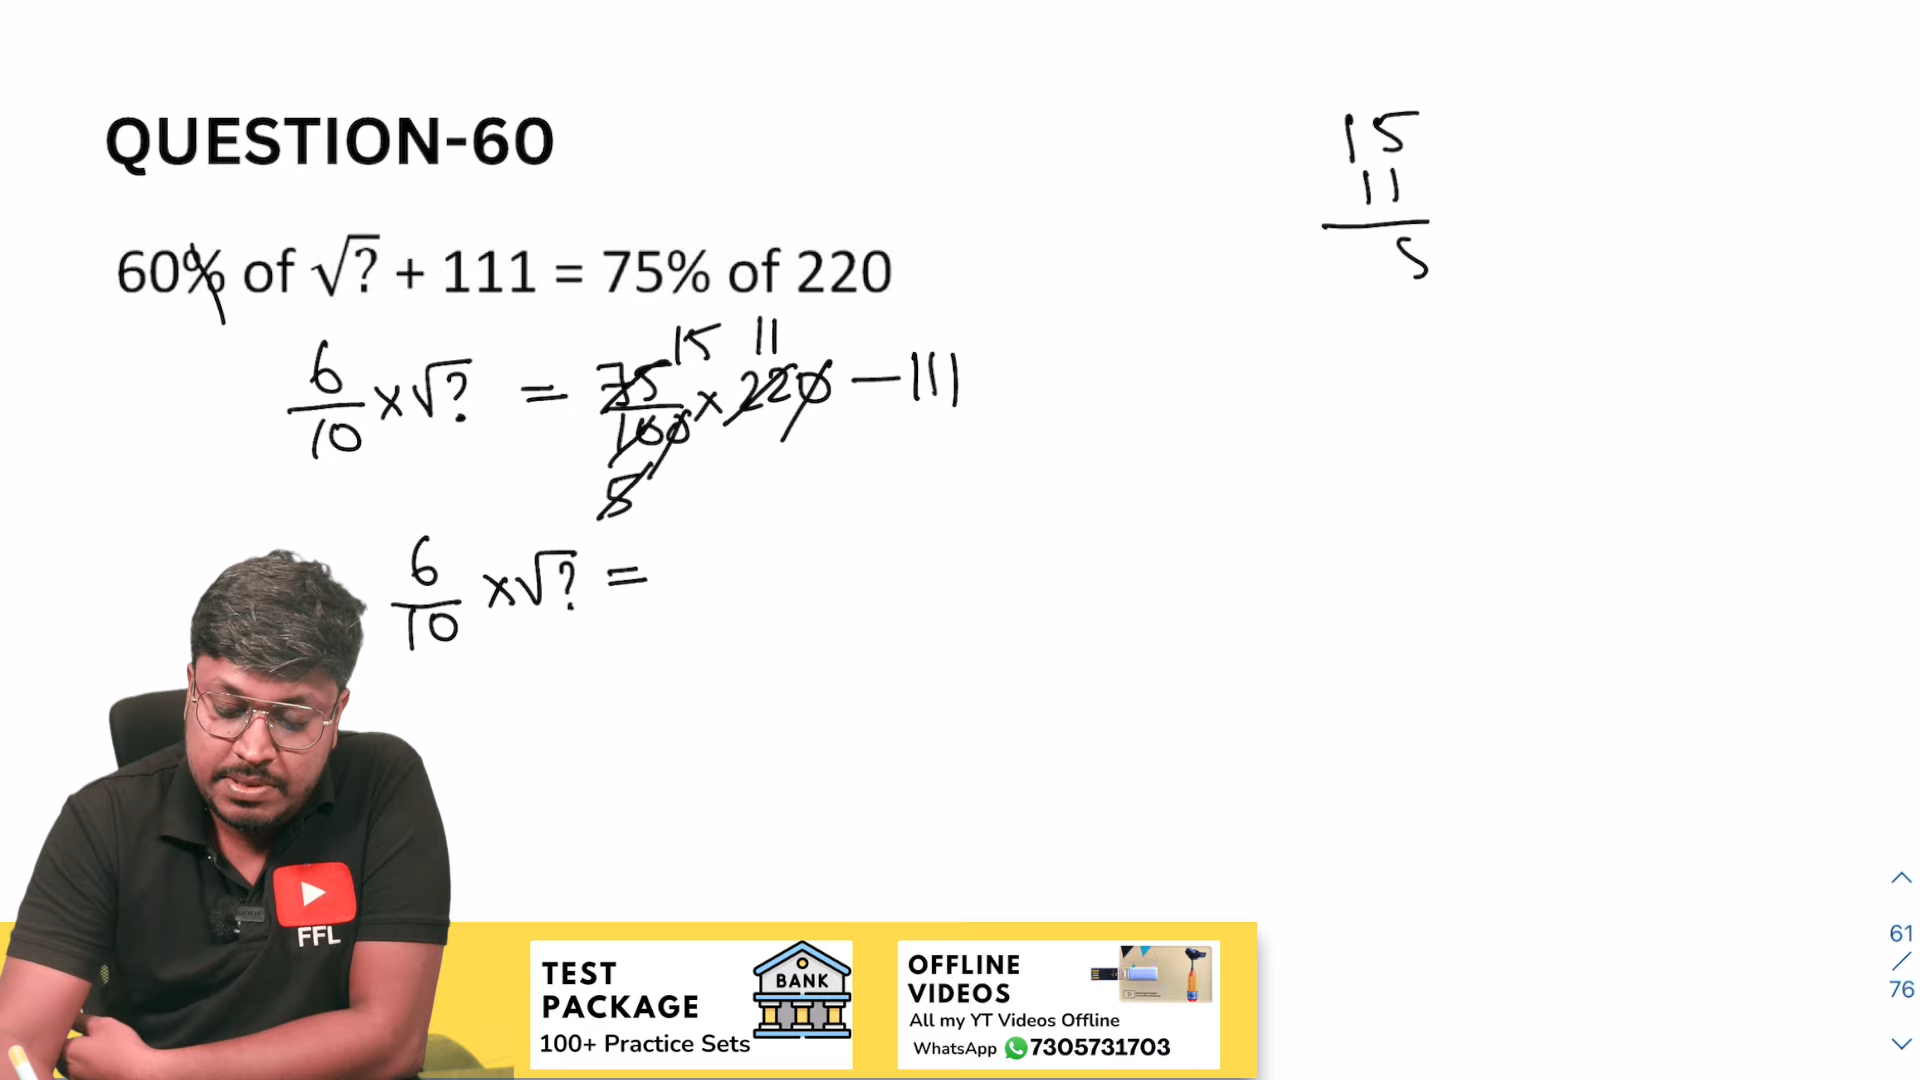 QUESTION-60
15
11
5
60% of √? + 111 = 75% of 220
15 11
6/10 × √? = 75/100 × 220 — 111
5
6/10 × √? =
FFL
TEST
PACKAGE
100+ Practice Sets
BANK
OFFLINE
VIDEOS
All my YT Videos Offline
WhatsApp 7305731703
61
/
76